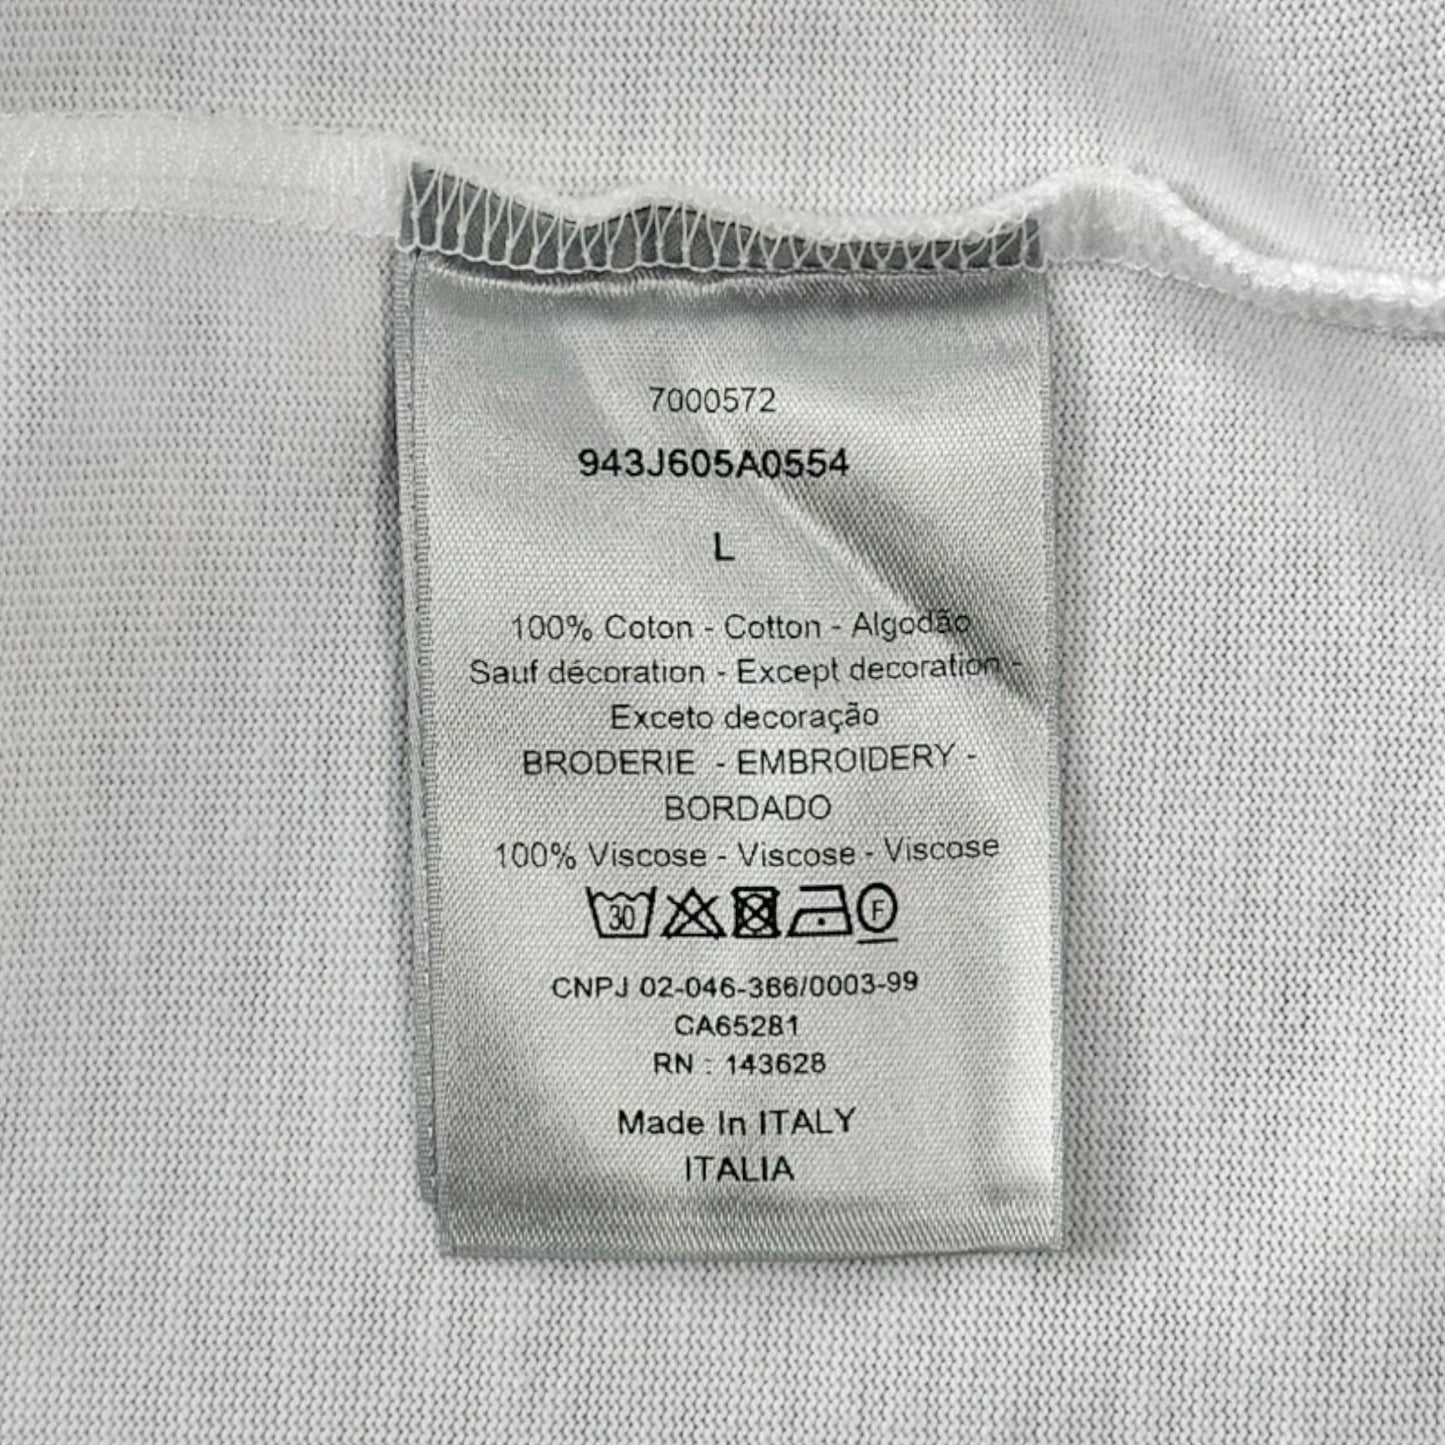 7000572
943J605A0554
L
100% Coton - Cotton - Algodão
Sauf décoration - Except decoration -
Exceto decoração
BRODERIE - EMBROIDERY -
BORDADO
100% Viscose - Viscose - Viscose
30 F
CNPJ 02-046-366/0003-99
CA65281
RN : 143628
Made In ITALY
ITALIA